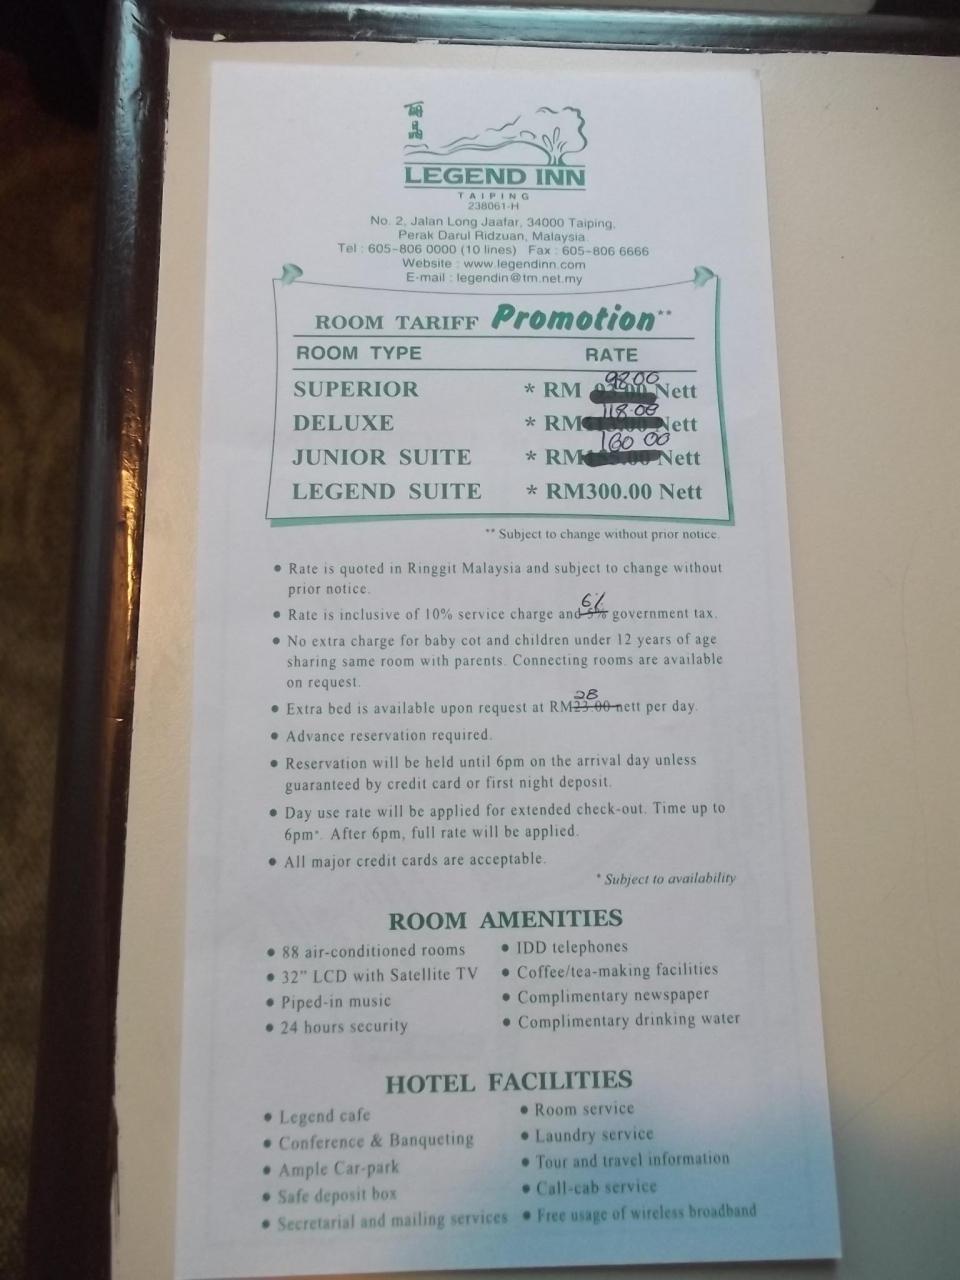 LEGEND INN
TAIPING
238061-H
No. 2, Jalan Long Jaafar, 34000 Taiping,
Perak Darul Ridzuan, Malaysia
Tel : 605-806 0000 (10 lines) Fax : 605-806 6666
Website : www.legendinn.com
E-mail : legendin@tm.net.my
ROOM TARIFF Promotion**
ROOM TYPE RATE
98.00
SUPERIOR * RM 93.00 Nett
118.00
DELUXE * RM113.00 Nett
160 00
JUNIOR SUITE * RM155.00 Nett
LEGEND SUITE * RM300.00 Nett
** Subject to change without prior notice.
• Rate is quoted in Ringgit Malaysia and subject to change without
prior notice.
6%
• Rate is inclusive of 10% service charge and 5% government tax.
• No extra charge for baby cot and children under 12 years of age
sharing same room with parents. Connecting rooms are available
on request.
28
• Extra bed is available upon request at RM23.00 nett per day.
• Advance reservation required.
• Reservation will be held until 6pm on the arrival day unless
guaranteed by credit card or first night deposit.
• Day use rate will be applied for extended check-out. Time up to
6pm*. After 6pm, full rate will be applied.
• All major credit cards are acceptable.
* Subject to availability
ROOM AMENITIES
• 88 air-conditioned rooms
• 32" LCD with Satellite TV
• Piped-in music
• 24 hours security
• IDD telephones
• Coffee/tea-making facilities
• Complimentary newspaper
• Complimentary drinking water
HOTEL FACILITIES
• Legend cafe
• Conference & Banqueting
• Ample Car-park
• Safe deposit box
• Secretarial and mailing services
• Room service
• Laundry service
• Tour and travel information
• Call-cab service
• Free usage of wireless broadband